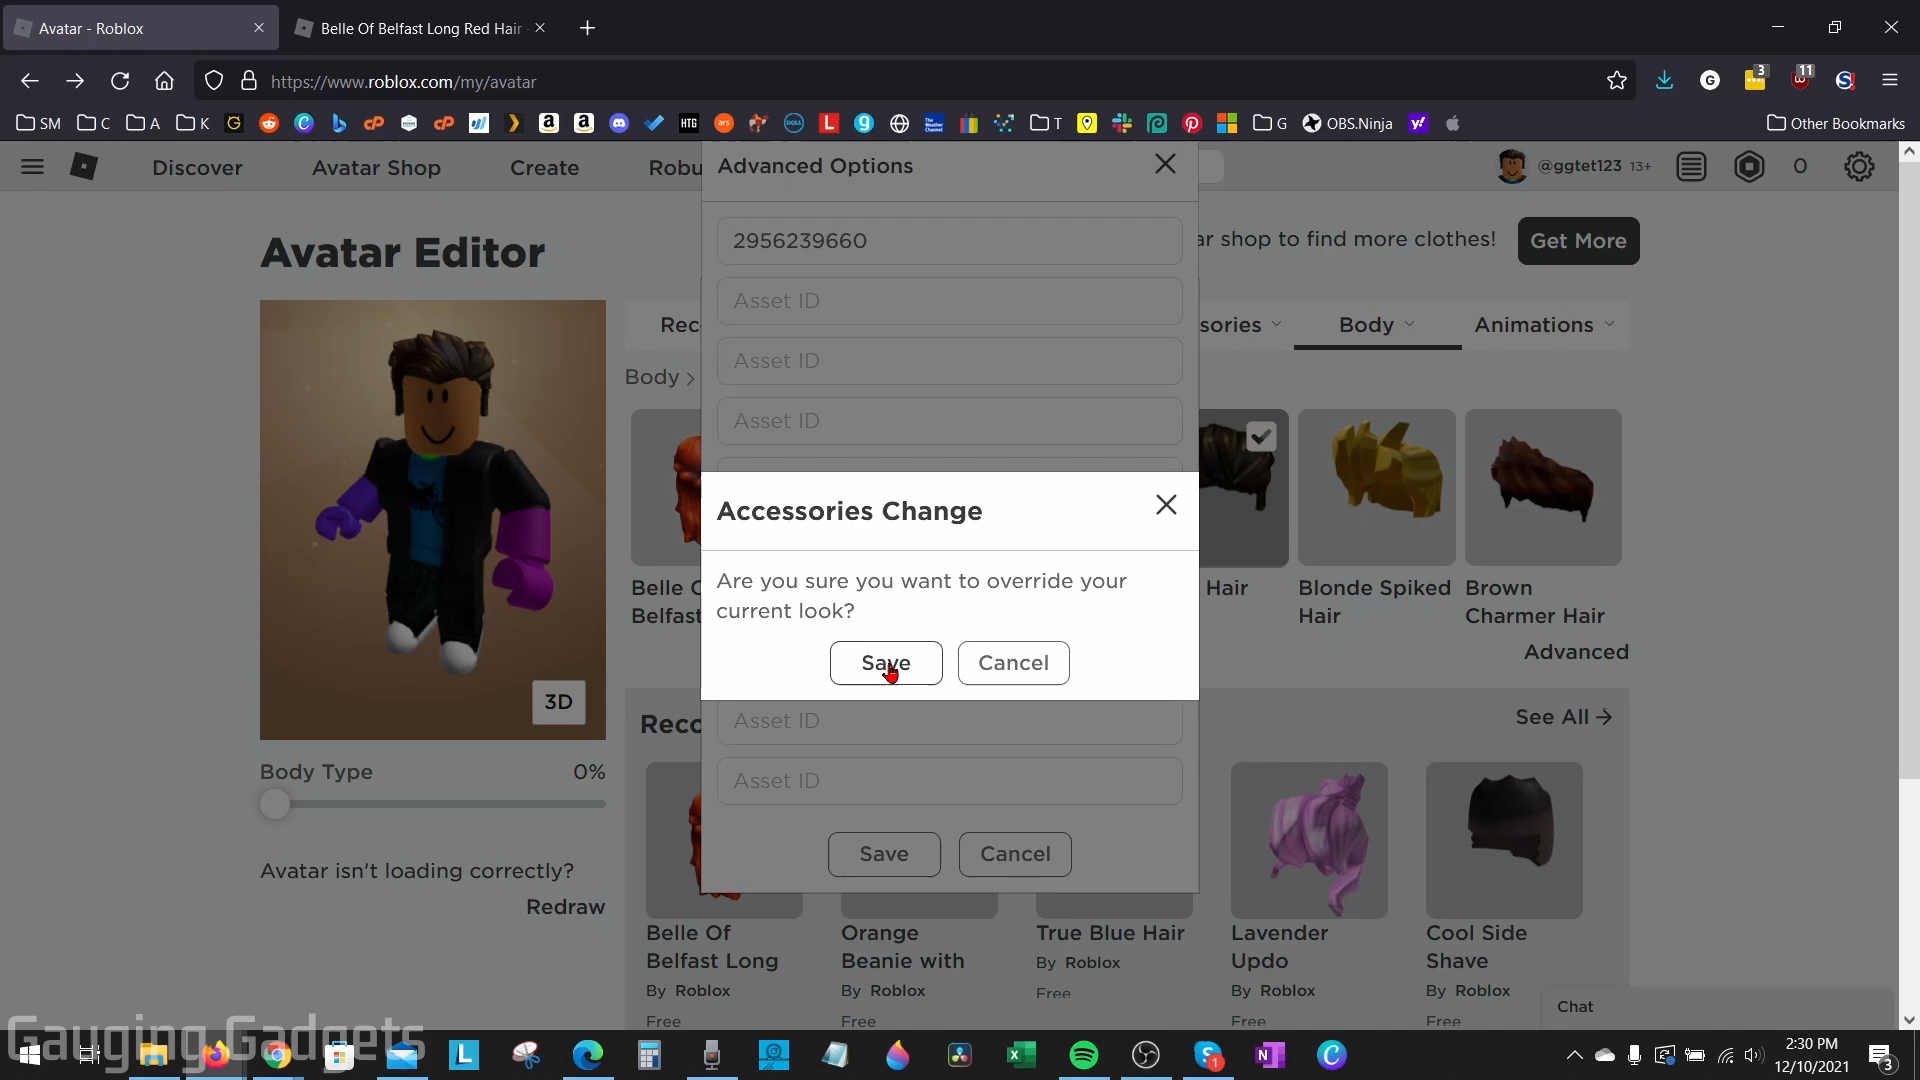 Avatar - Roblox
Belle Of Belfast Long Red Hair
https://www.roblox.com/my/avatar
3
11
SM
C
A
K
HTG
T
G
OBS.Ninja
Other Bookmarks
Discover
Avatar Shop
Create
Robu
Advanced Options
@ggtet123 13+
0
Avatar Editor
2956239660
ar shop to find more clothes!
Get More
Asset ID
Rec
sories
Body
Animations
Asset ID
Body >
Asset ID
Accessories Change
Are you sure you want to override your
current look?
Save
Cancel
Belle O
Belfast
Hair
Blonde Spiked
Hair
Brown
Charmer Hair
Advanced
3D
Reco
See All
Asset ID
Body Type
0%
Asset ID
Avatar isn't loading correctly?
Redraw
Save
Cancel
Belle Of
Belfast Long
By Roblox
Free
Orange
Beanie with
By Roblox
Free
True Blue Hair
By Roblox
Free
Lavender
Updo
By Roblox
Free
Cool Side
Shave
By Roblox
Free
Chat
Gauging Gadgets
2:30 PM
12/10/2021
3